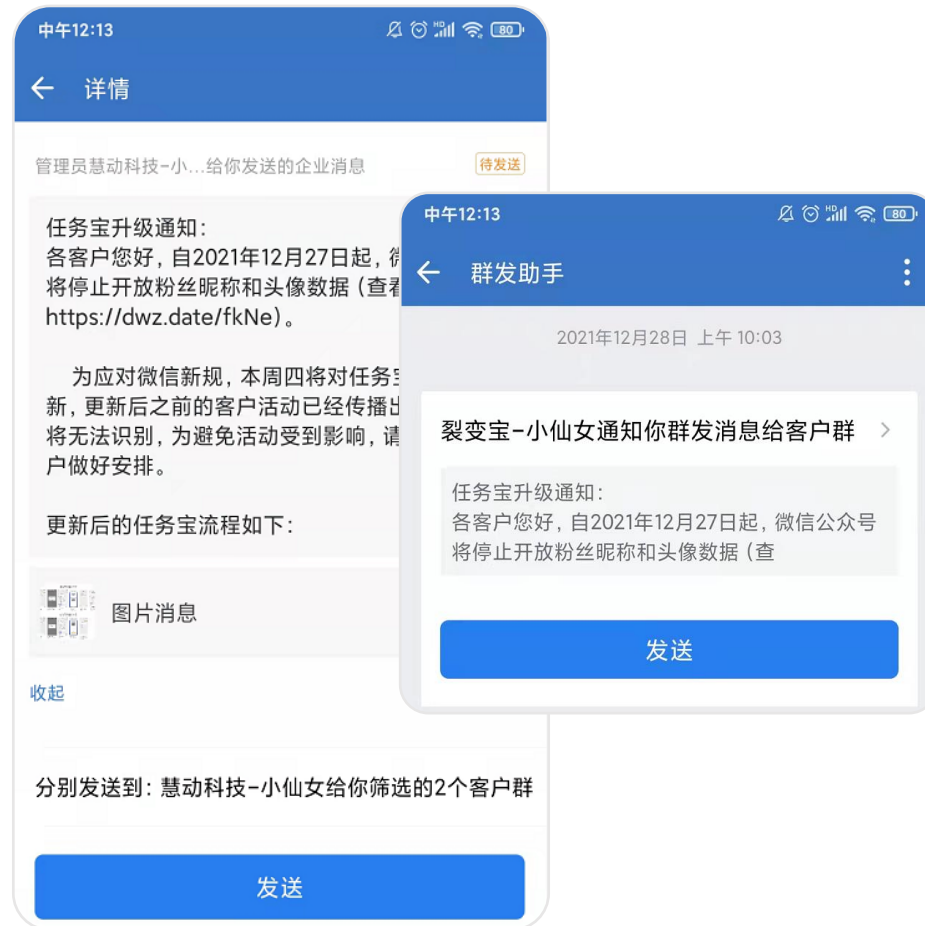 中午12:13
HD
80
详情
管理员慧动科技-小...给你发送的企业消息
待发送
任务宝升级通知：
各客户您好，自2021年12月27日起，
将停止开放粉丝昵称和头像数据（查看
https://dwz.date/fkNe）。
为应对微信新规，本周四将对任务
新，更新后之前的客户活动已经传播出
将无法识别，为避免活动受到影响，请
户做好安排。
更新后的任务宝流程如下：
图片消息
收起
分别发送到：慧动科技-小仙女给你筛选的2个客户群
发送
中午12:13
HD
80
群发助手
2021年12月28日 上午 10:03
裂变宝-小仙女通知你群发消息给客户群
任务宝升级通知：
各客户您好，自2021年12月27日起，微信公众号
将停止开放粉丝昵称和头像数据（查
发送